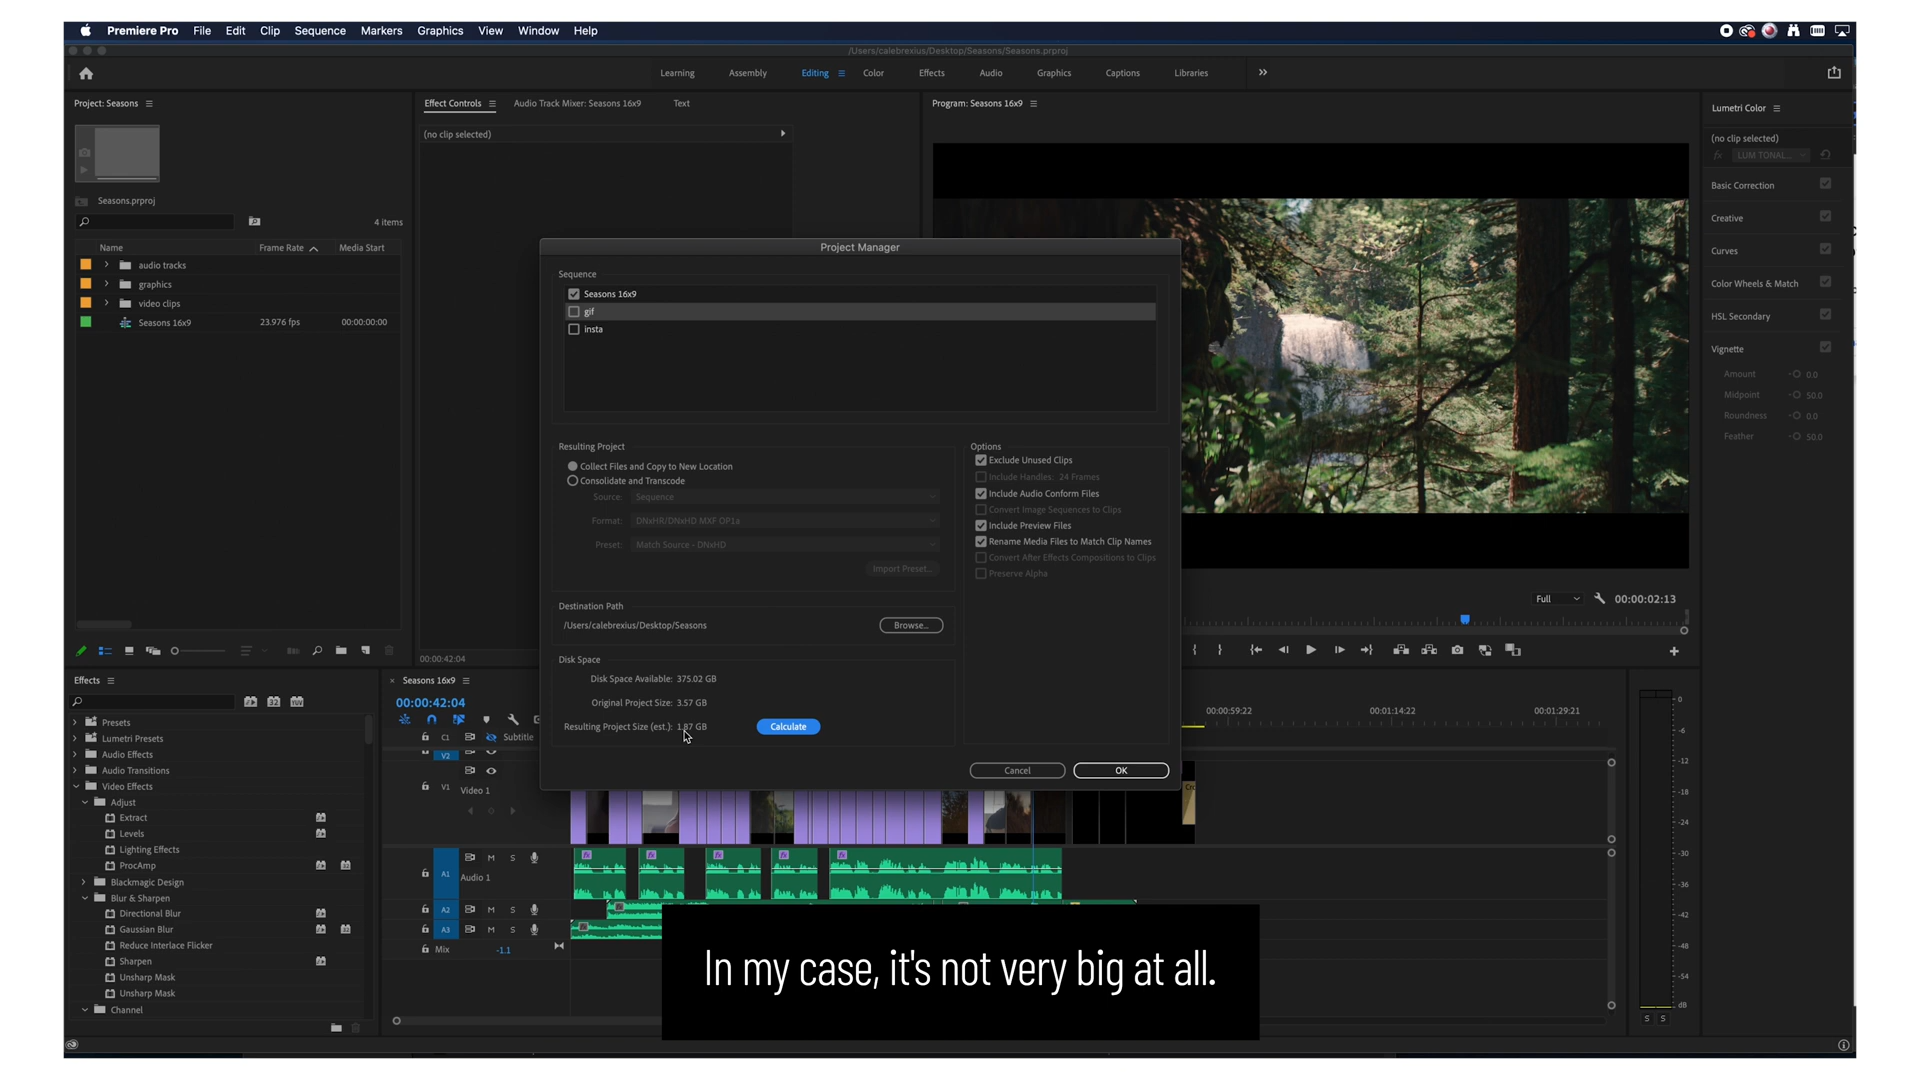 Premiere Pro File Edit Clip Sequence Markers Graphics View Window Help
/Users/calebrexius/Desktop/Seasons/Seasons.prproj
Learning Assembly Editing Color Effects Audio Graphics Captions Libraries
Project: Seasons
Seasons.prproj
4 items
Name Frame Rate Media Start
audio tracks
graphics
video clips
Seasons 16x9 23.976 fps 00:00:00:00
Effect Controls Audio Track Mixer: Seasons 16x9 Text
(no clip selected)
00:00:42:04
Program: Seasons 16x9
Full 00:00:02:13
Lumetri Color
(no clip selected)
fx LUM TONAL...
Basic Correction
Creative
Curves
Color Wheels & Match
HSL Secondary
Vignette
Amount 0.0
Midpoint 50.0
Roundness 0.0
Feather 50.0
Project Manager
Sequence
Seasons 16x9
gif
insta
Resulting Project
Collect Files and Copy to New Location
Consolidate and Transcode
Source: Sequence
Format: DNxHR/DNxHD MXF OP1a
Preset: Match Source - DNxHD
Import Preset...
Options
Exclude Unused Clips
Include Handles: 24 Frames
Include Audio Conform Files
Convert Image Sequences to Clips
Include Preview Files
Rename Media Files to Match Clip Names
Convert After Effects Compositions to Clips
Preserve Alpha
Destination Path
/Users/calebrexius/Desktop/Seasons
Browse...
Disk Space
Disk Space Available: 375.02 GB
Original Project Size: 3.57 GB
Resulting Project Size (est.): 1.87 GB
Calculate
Cancel OK
Effects
Presets
Lumetri Presets
Audio Effects
Audio Transitions
Video Effects
Adjust
Extract
Levels
Lighting Effects
ProcAmp
Blackmagic Design
Blur & Sharpen
Directional Blur
Gaussian Blur
Reduce Interlace Flicker
Sharpen
Unsharp Mask
Unsharp Mask
Channel
Seasons 16x9
00:00:42:04
00:00:59:22 00:01:14:22 00:01:29:21
C1 Subtitle
V2
V1 Video 1
A1 M S
Audio 1
A2 M S
A3 M S
Mix -1.1
0
-6
-12
-18
-24
-30
-36
-42
-48
-54
dB
S S
In my case, it's not very big at all.